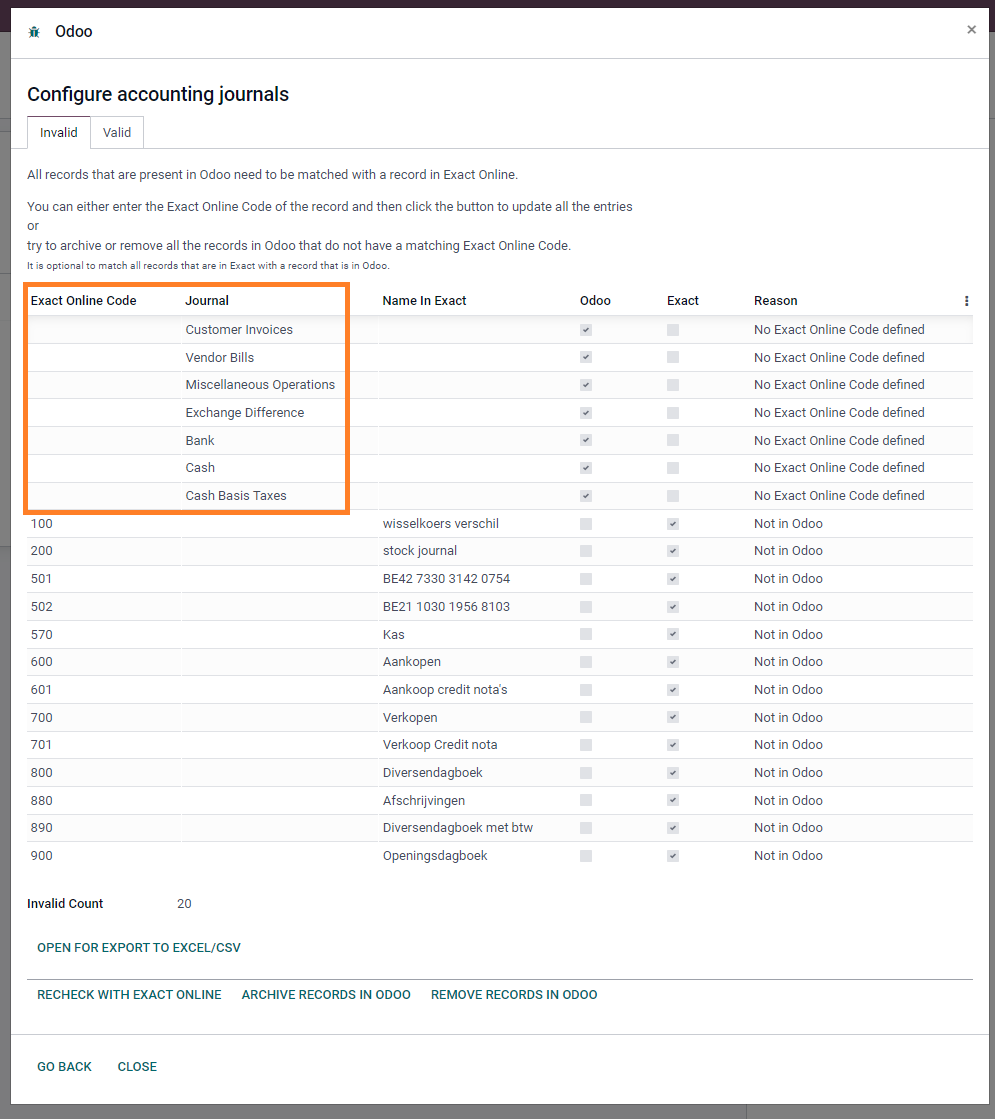 Odoo
×
Configure accounting journals
Invalid Valid
All records that are present in Odoo need to be matched with a record in Exact Online.
You can either enter the Exact Online Code of the record and then click the button to update all the entries
or
try to archive or remove all the records in Odoo that do not have a matching Exact Online Code.
It is optional to match all records that are in Exact with a record that is in Odoo.
Exact Online Code Journal Name In Exact Odoo Exact Reason
Customer Invoices No Exact Online Code defined
Vendor Bills No Exact Online Code defined
Miscellaneous Operations No Exact Online Code defined
Exchange Difference No Exact Online Code defined
Bank No Exact Online Code defined
Cash No Exact Online Code defined
Cash Basis Taxes No Exact Online Code defined
100 wisselkoers verschil Not in Odoo
200 stock journal Not in Odoo
501 BE42 7330 3142 0754 Not in Odoo
502 BE21 1030 1956 8103 Not in Odoo
570 Kas Not in Odoo
600 Aankopen Not in Odoo
601 Aankoop credit nota's Not in Odoo
700 Verkopen Not in Odoo
701 Verkoop Credit nota Not in Odoo
800 Diversendagboek Not in Odoo
880 Afschrijvingen Not in Odoo
890 Diversendagboek met btw Not in Odoo
900 Openingsdagboek Not in Odoo
Invalid Count 20
OPEN FOR EXPORT TO EXCEL/CSV
RECHECK WITH EXACT ONLINE ARCHIVE RECORDS IN ODOO REMOVE RECORDS IN ODOO
GO BACK CLOSE